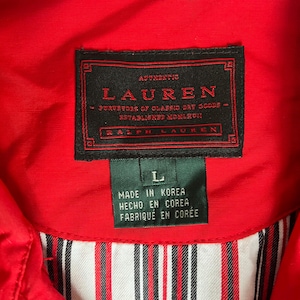 AUTHENTIC
LAUREN
- PURVEYORS OF CLASSIC DRY GOODS -
ESTABLISHED MCMLXVII
RALPH LAUREN
L
MADE IN KOREA
HECHO EN COREA
FABRIQUÉ EN CORÉE